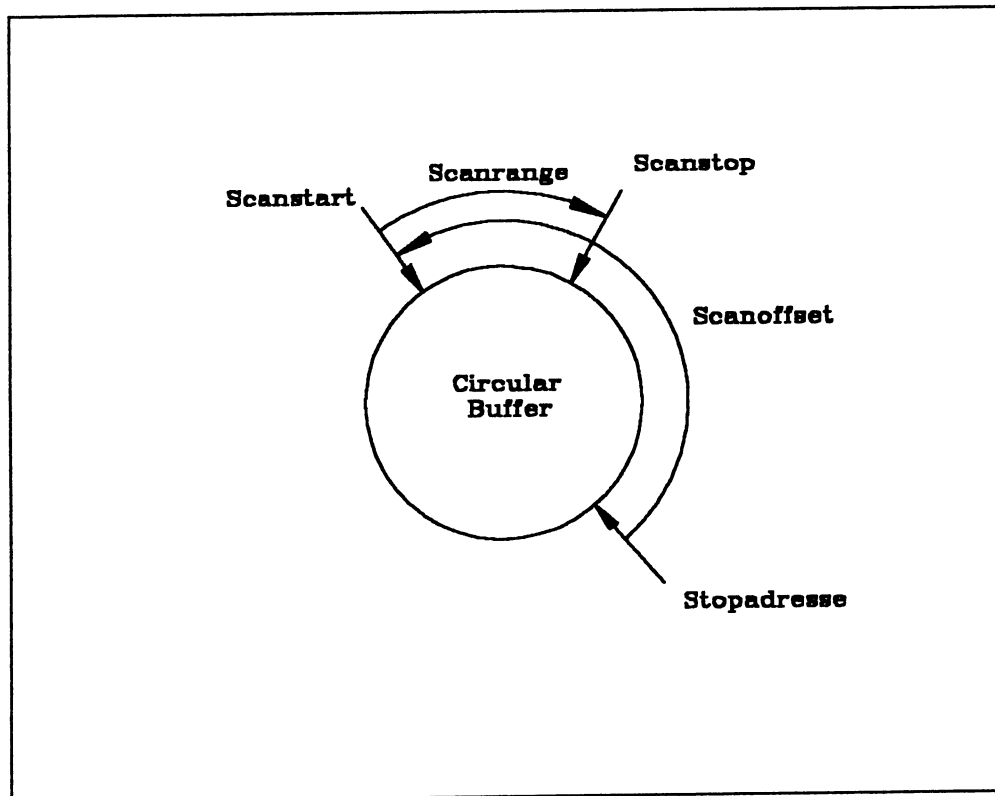 Scanrange
Scanstop
Scanstart
Scanoffset
Circular
Buffer
Stopadresse